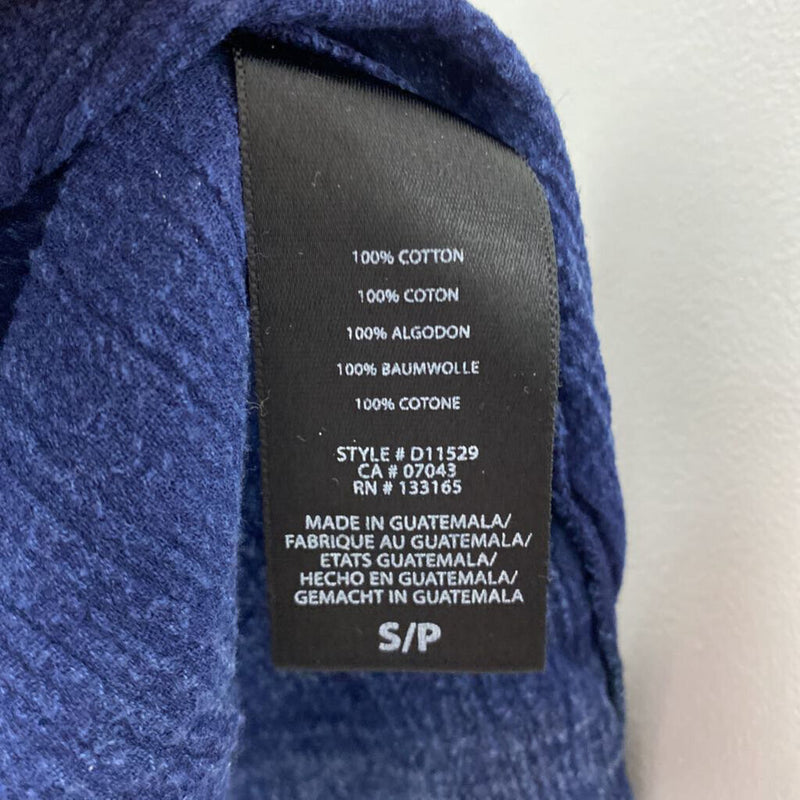 100% COTTON
100% COTON
100% ALGODON
100% BAUMWOLLE
100% COTONE
STYLE # D11529
CA # 07043
RN # 133165
MADE IN GUATEMALA/
FABRIQUE AU GUATEMALA/
ETATS GUATEMALA/
HECHO EN GUATEMALA/
GEMACHT IN GUATEMALA
S/P